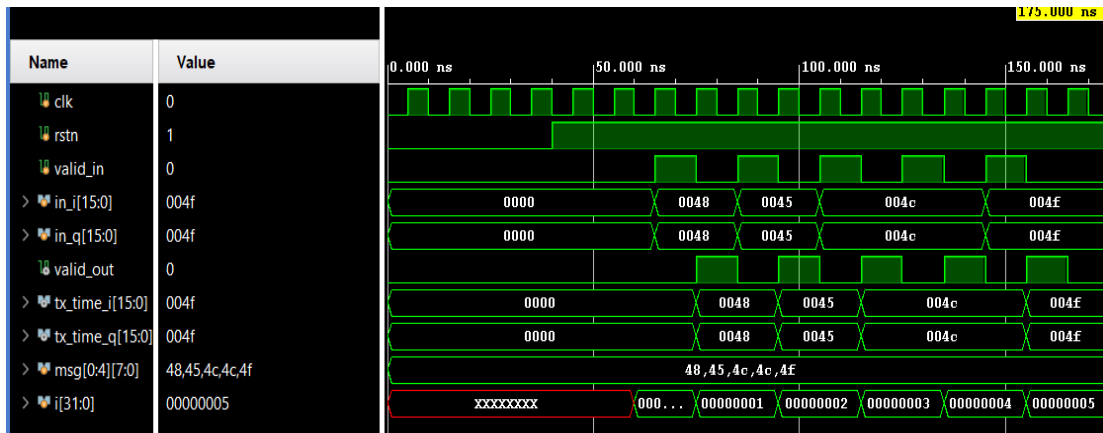 175.000 ns
Name Value
0.000 ns 50.000 ns 100.000 ns 150.000 ns
clk 0
rstn 1
valid_in 0
in_i[15:0] 004f 0000 0048 0045 004c 004f
in_q[15:0] 004f 0000 0048 0045 004c 004f
valid_out 0
tx_time_i[15:0] 004f 0000 0048 0045 004c 004f
tx_time_q[15:0] 004f 0000 0048 0045 004c 004f
msg[0:4][7:0] 48,45,4c,4c,4f 48,45,4c,4c,4f
i[31:0] 00000005 XXXXXXXX 000... 00000001 00000002 00000003 00000004 00000005